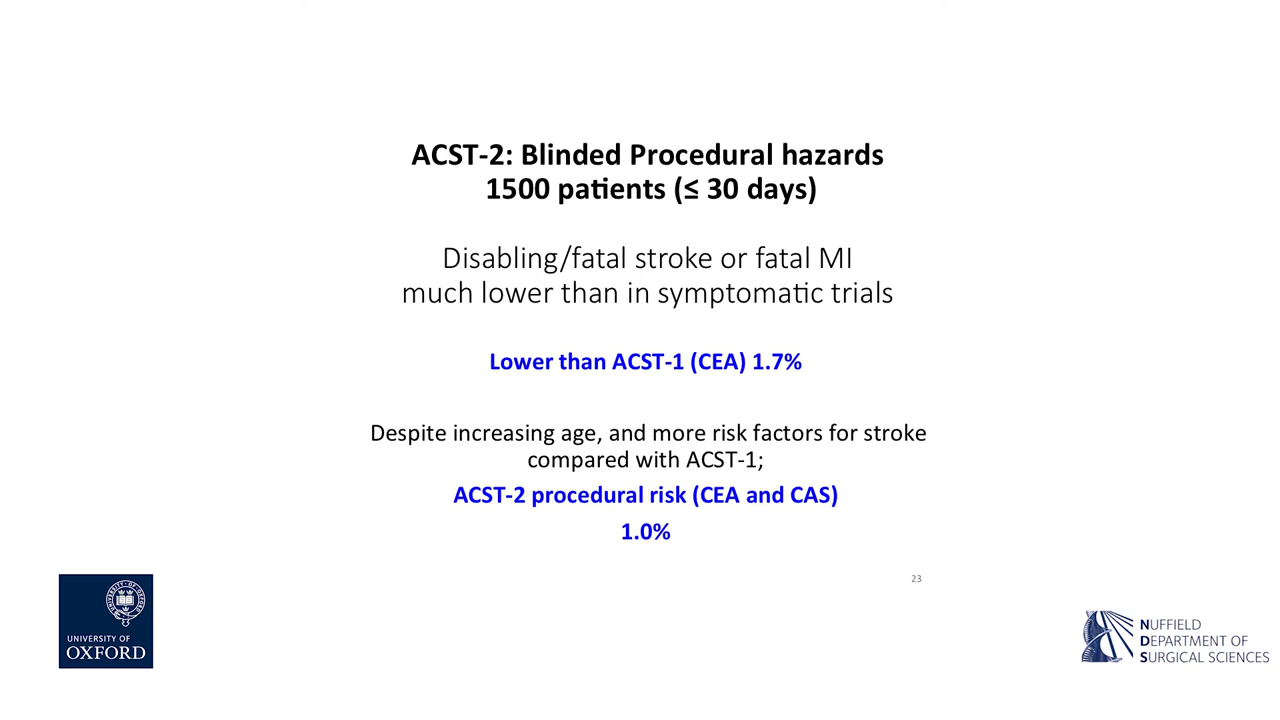 ACST-2: Blinded Procedural hazards
1500 patients (≤ 30 days)
Disabling/fatal stroke or fatal MI
much lower than in symptomatic trials
Lower than ACST-1 (CEA) 1.7%
Despite increasing age, and more risk factors for stroke
compared with ACST-1;
ACST-2 procedural risk (CEA and CAS)
1.0%
23
UNIVERSITY OF
OXFORD
NUFFIELD
DEPARTMENT OF
SURGICAL SCIENCES